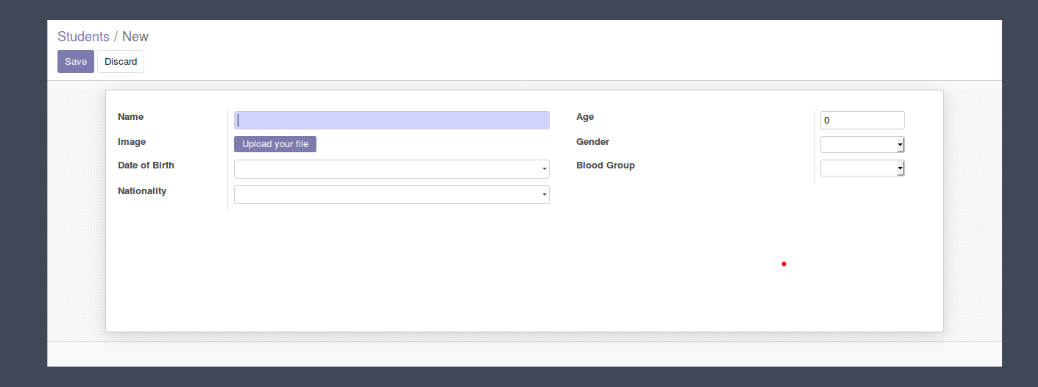 Students / New
Save Discard
Name
Image Upload your file
Date of Birth
Nationality
Age 0
Gender
Blood Group